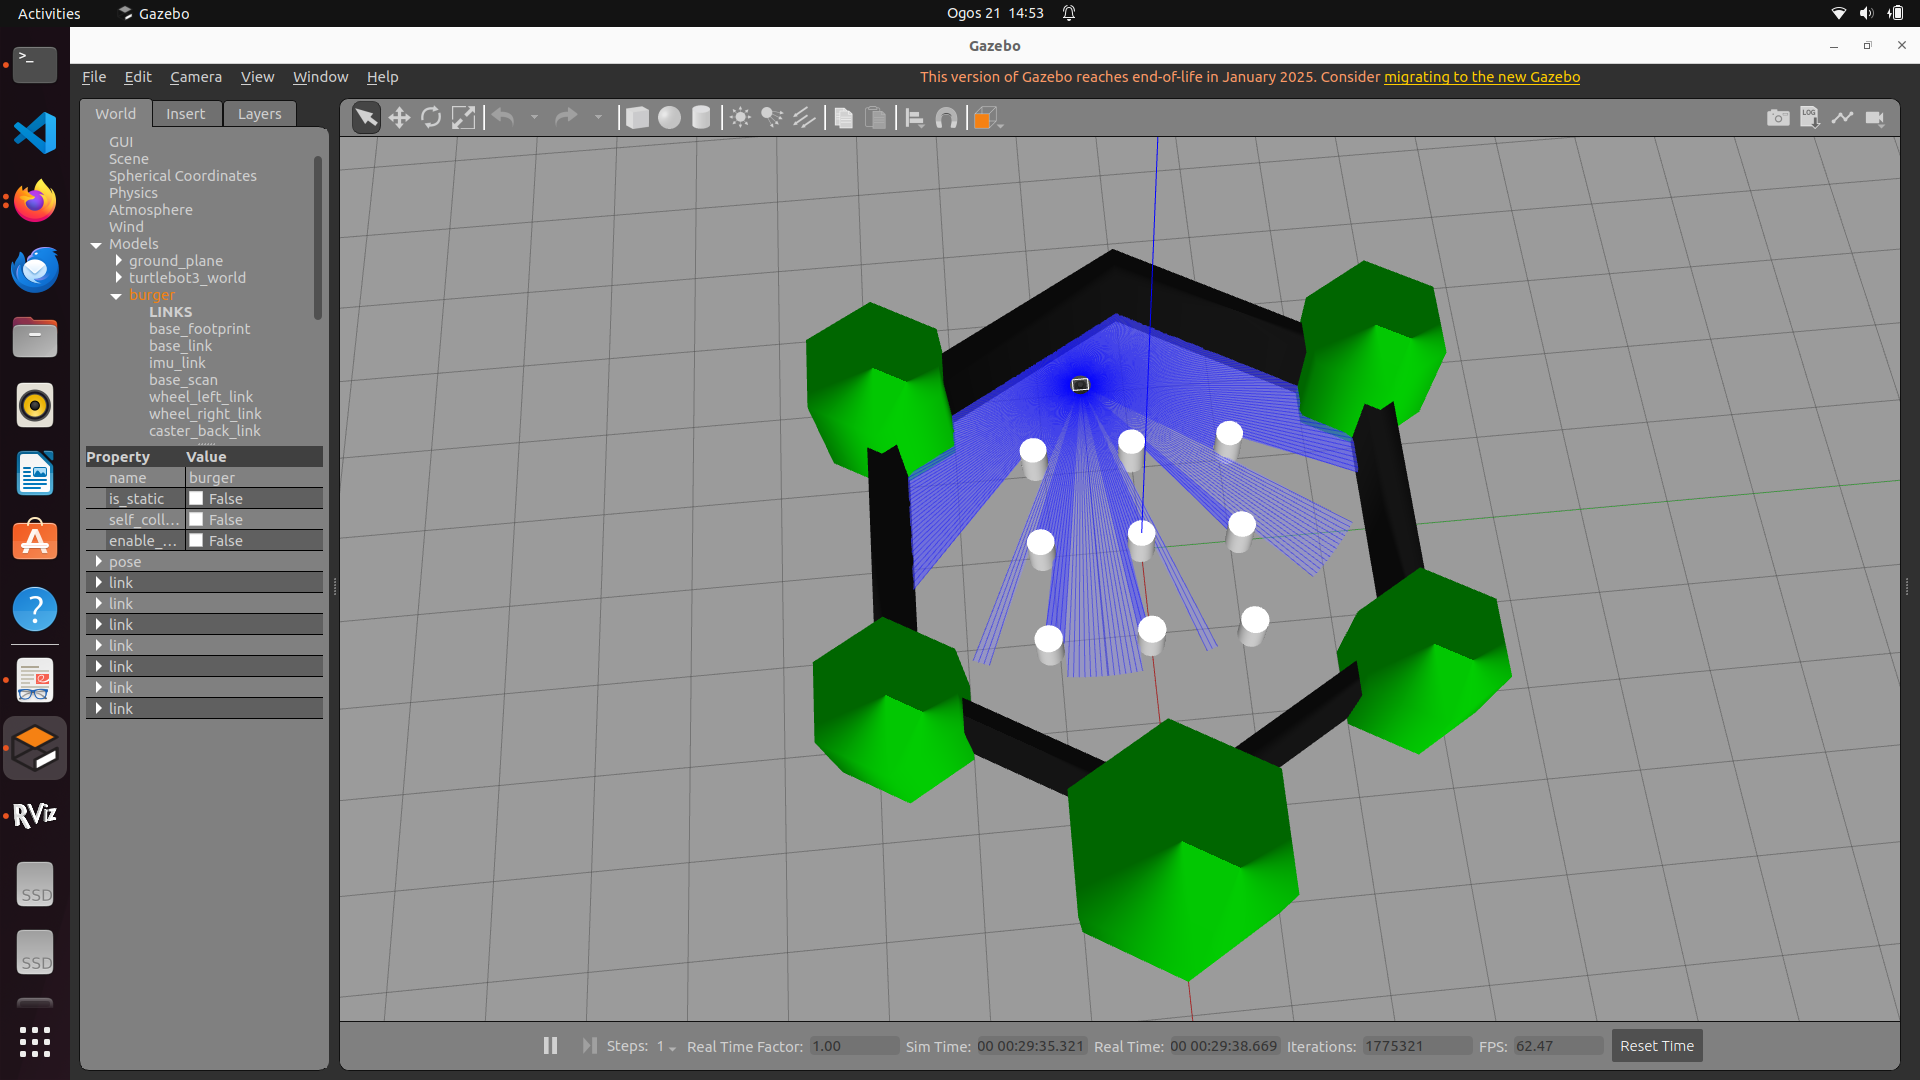 Activities
Gazebo
Ogos 21 14:53
Gazebo
File Edit Camera View Window Help
This version of Gazebo reaches end-of-life in January 2025. Consider migrating to the new Gazebo
World Insert Layers
LOG
GUI
Scene
Spherical Coordinates
Physics
Atmosphere
Wind
Models
ground_plane
turtlebot3_world
burger
LINKS
base_footprint
base_link
imu_link
base_scan
wheel_left_link
wheel_right_link
caster_back_link
Property Value
name burger
is_static False
self_coll... False
enable_... False
pose
link
link
link
link
link
link
link
>_
?
RViz
SSD
SSD
Steps: 1 Real Time Factor: 1.00 Sim Time: 00 00:29:35.321 Real Time: 00 00:29:38.669 Iterations: 1775321 FPS: 62.47 Reset Time